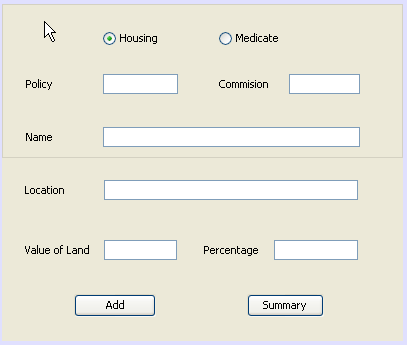 Housing Medicate
Policy Commision
Name
Location
Value of Land Percentage
Add Summary